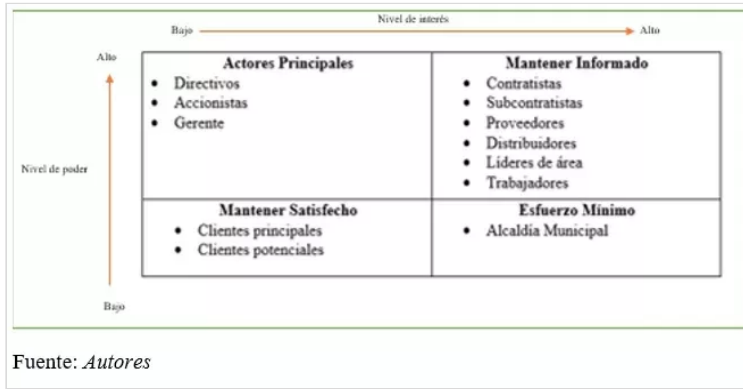 Nivel de interés
Bajo
Alto
Alto
Nivel de poder
Bajo
Actores Principales
• Directivos
• Accionistas
• Gerente
Mantener Informado
• Contratistas
• Subcontratistas
• Proveedores
• Distribuidores
• Líderes de área
• Trabajadores
Mantener Satisfecho
• Clientes principales
• Clientes potenciales
Esfuerzo Mínimo
• Alcaldía Municipal
Fuente: Autores